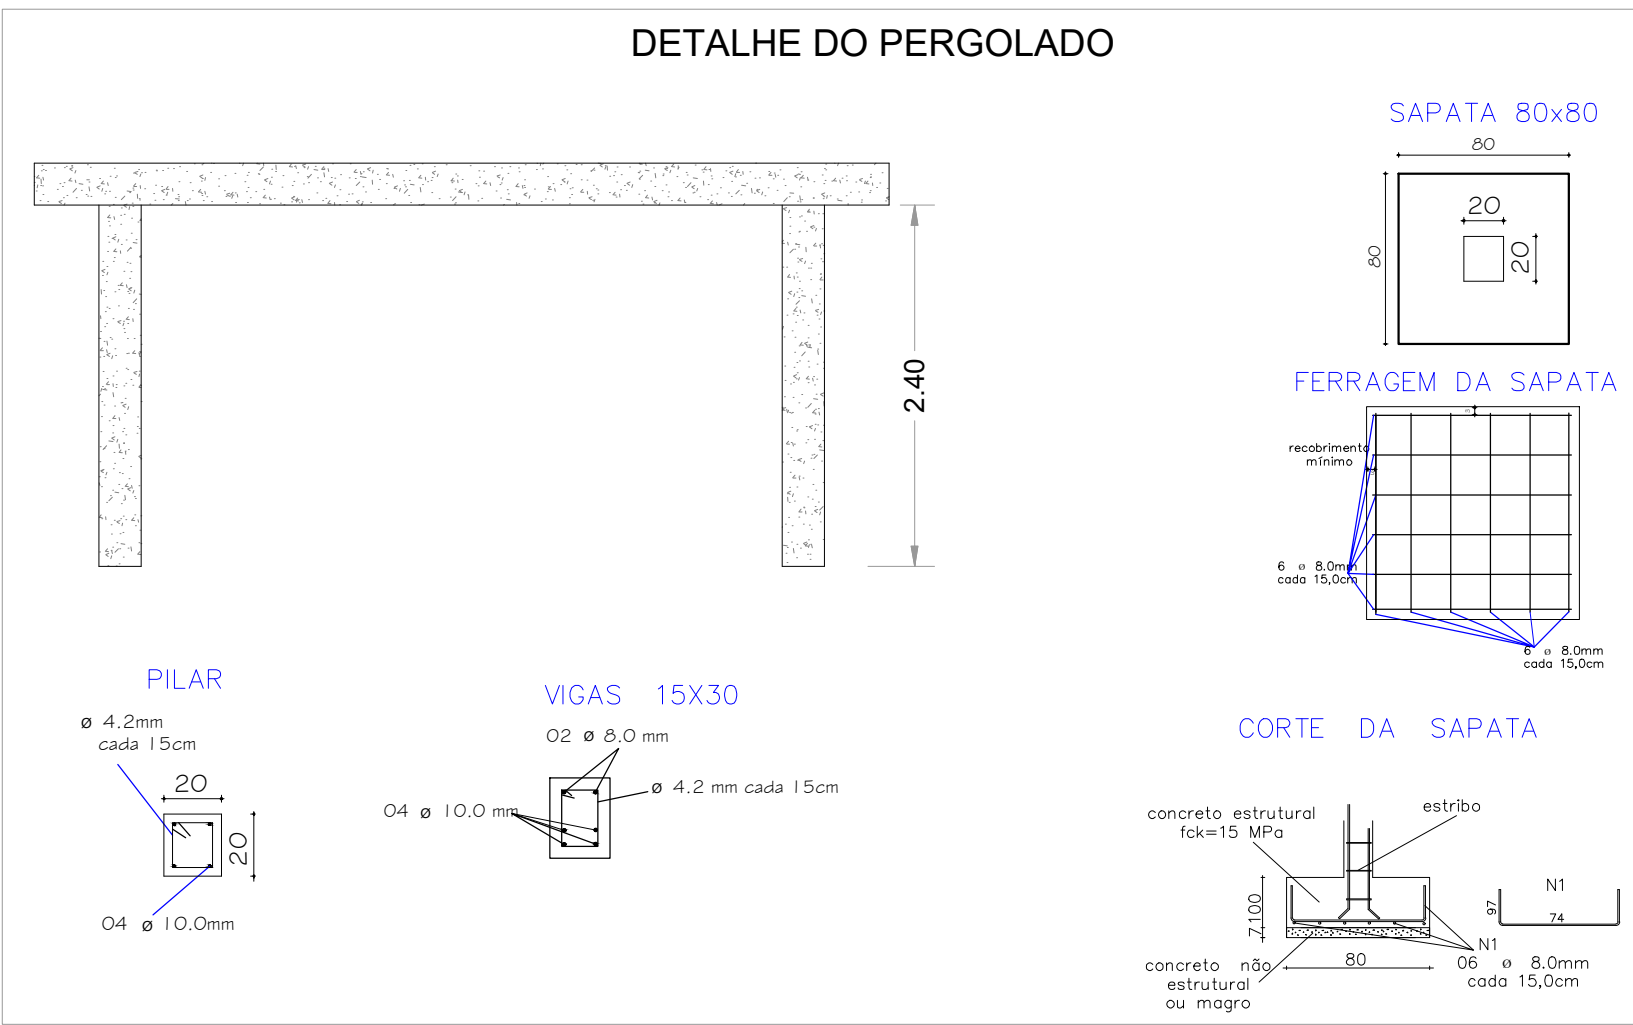 DETALHE DO PERGOLADO
SAPATA 80x80
80
80
20
20
2.40
FERRAGEM DA SAPATA
3
recobrimento
mínimo
6 ø 8.0mm
cada 15,0cm
6 ø 8.0mm
cada 15,0cm
PILAR
ø 4.2mm
cada 15cm
20
20
04 ø 10.0mm
VIGAS 15X30
02 ø 8.0 mm
ø 4.2 mm cada 15cm
04 ø 10.0 mm
CORTE DA SAPATA
concreto estrutural
fck=15 MPa
estribo
100
7
80
concreto não
estrutural
ou magro
N1
97
74
N1
06 ø 8.0mm
cada 15,0cm